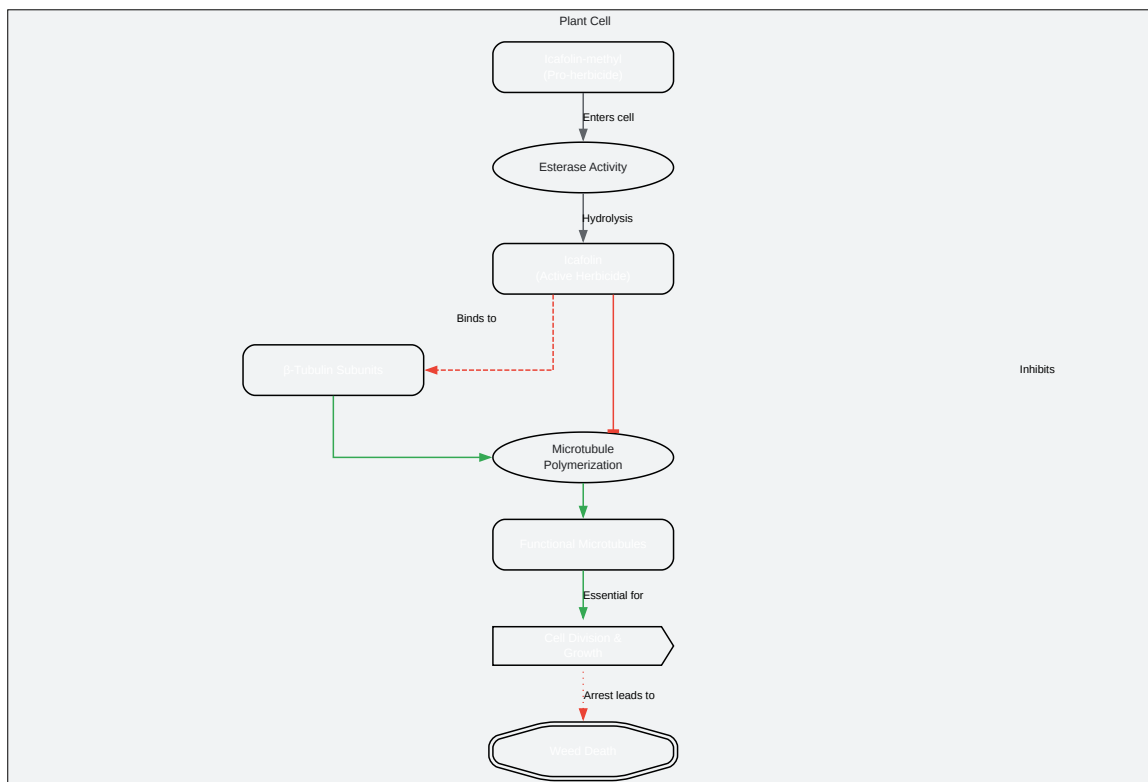 Plant Cell
Icafolin-methyl
(Pro-herbicide)
Enters cell
Esterase Activity
Hydrolysis
Icafolin
(Active Herbicide)
Binds to
β-Tubulin Subunits
Inhibits
Microtubule
Polymerization
Functional Microtubules
Essential for
Cell Division &
Growth
Arrest leads to
Weed Death